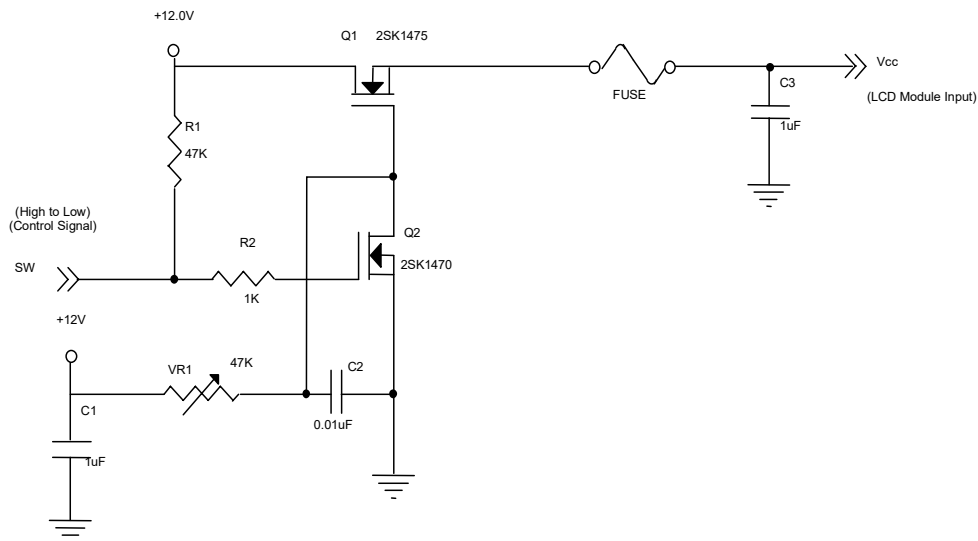 +12.0V
Q1
2SK1475
FUSE
Vcc
C3
(LCD Module Input)
1uF
R1
47K
(High to Low)
(Control Signal)
SW
R2
1K
Q2
2SK1470
+12V
VR1
47K
C2
0.01uF
C1
1uF